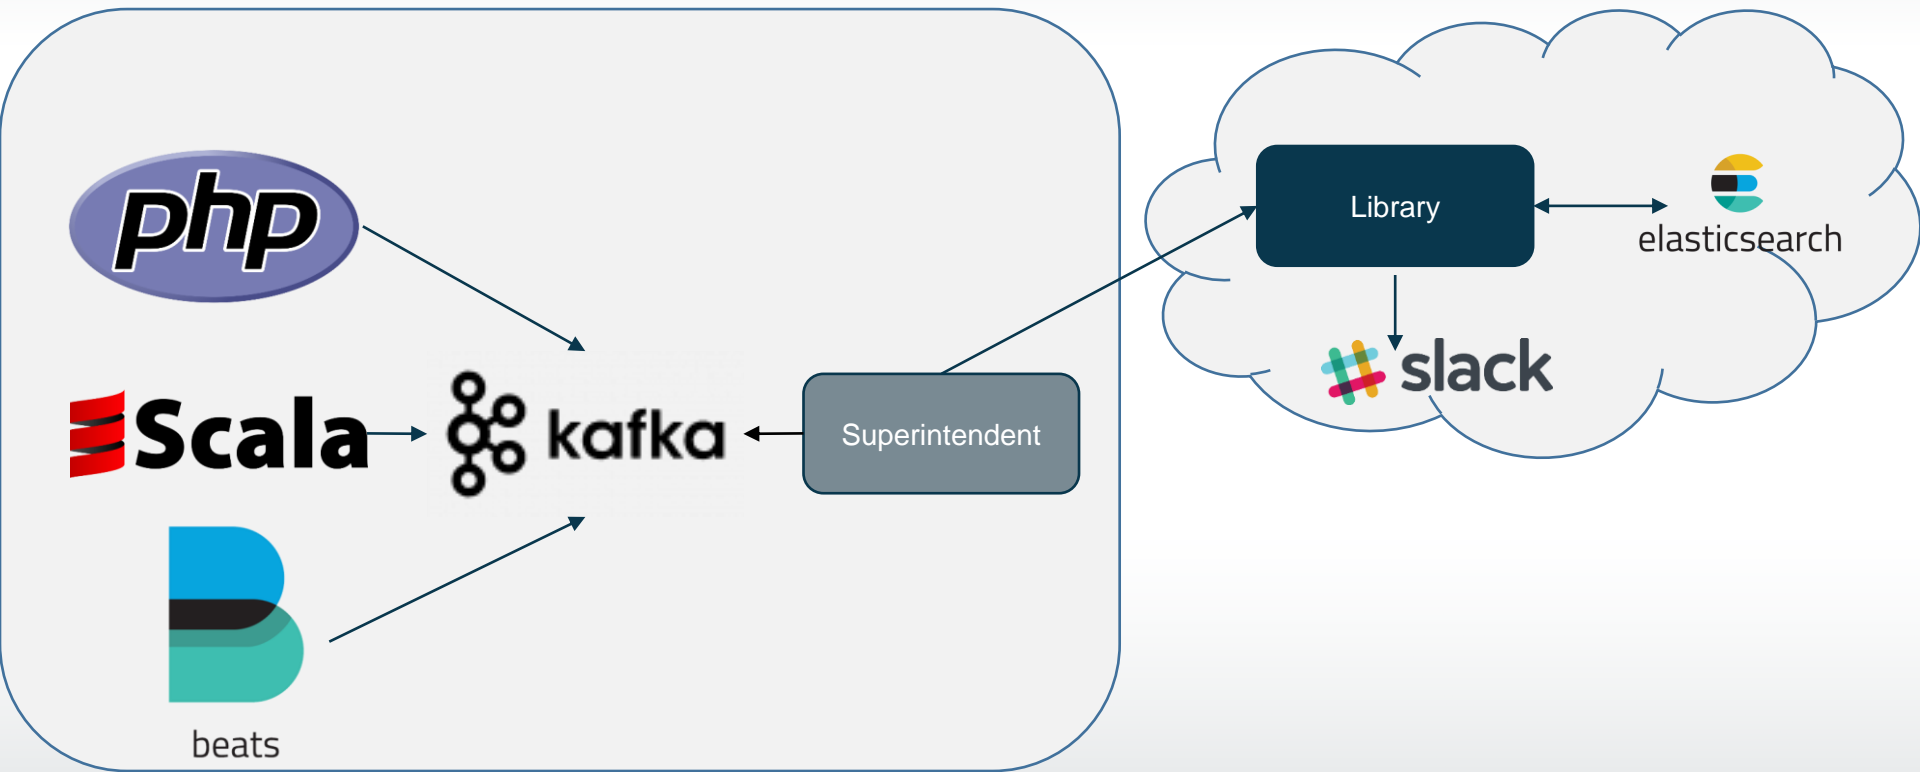 php
Scala
beats
kafka
Superintendent
Library
elasticsearch
slack